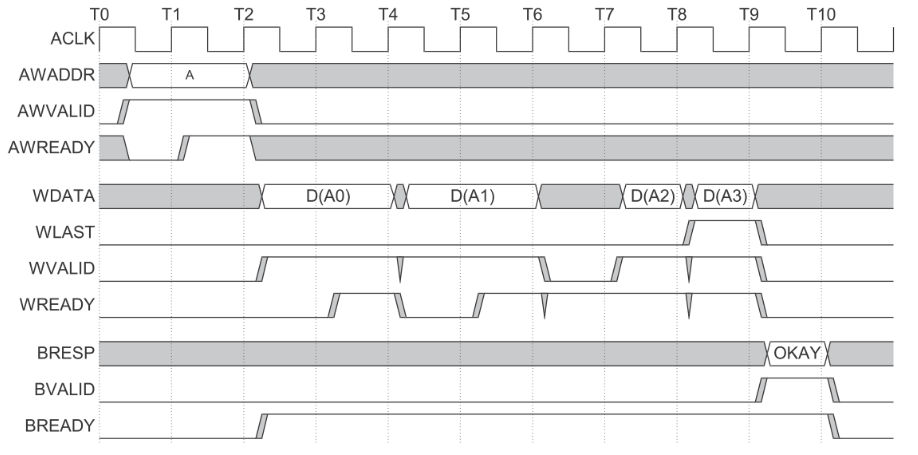 T0 T1 T2 T3 T4 T5 T6 T7 T8 T9 T10
ACLK
AWADDR A
AWVALID
AWREADY
WDATA D(A0) D(A1) D(A2) D(A3)
WLAST
WVALID
WREADY
BRESP OKAY
BVALID
BREADY